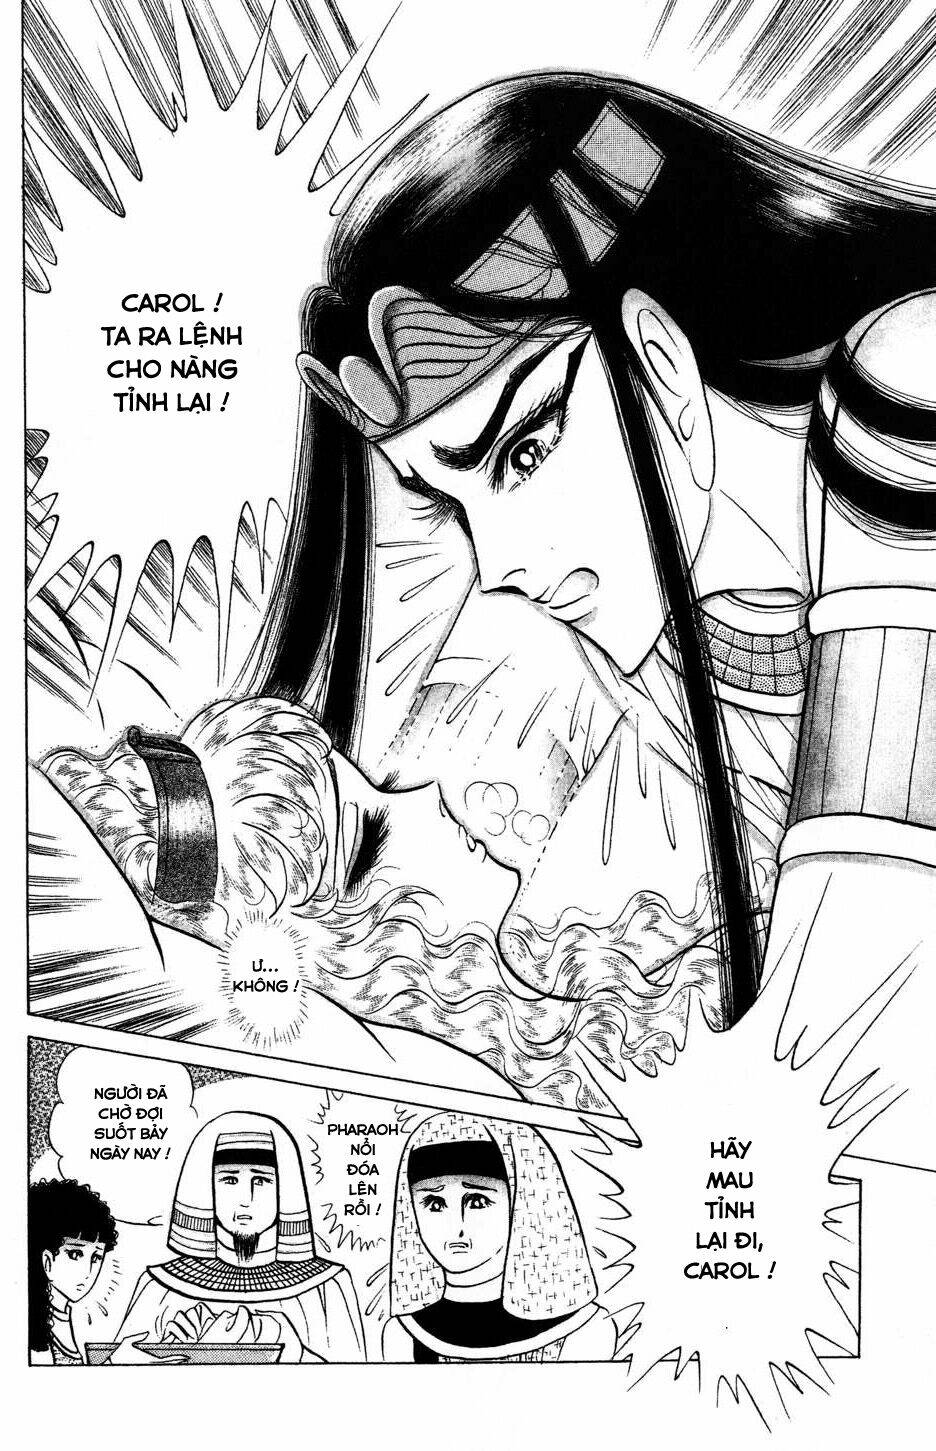 CAROL !
TA RA LỆNH
CHO NÀNG
TỈNH LẠI !
Ư...
KHÔNG !
NGƯỜI ĐÃ
CHỜ ĐỢI
SUỐT BẢY
NGÀY NAY !
PHARAOH
NỔI
ĐÓA
LÊN
RỒI !
HÃY
MAU
TỈNH
LẠI ĐI,
CAROL !